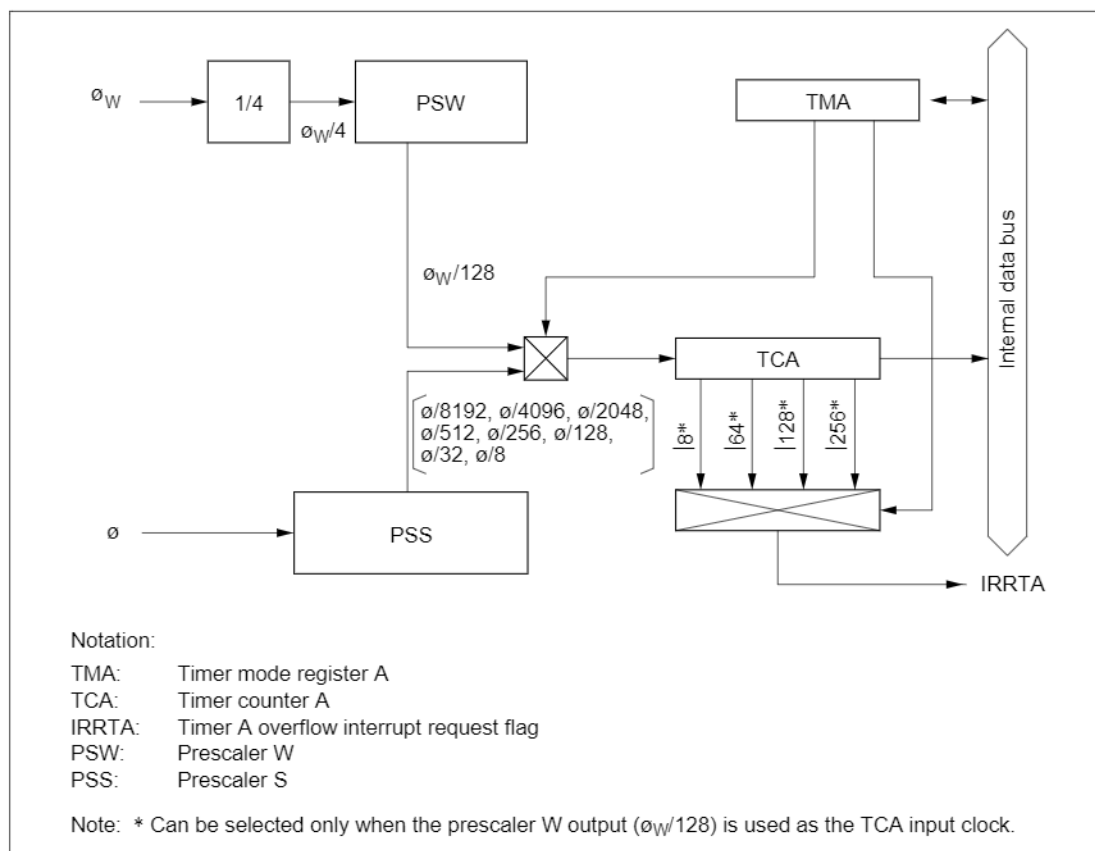 øW
1/4
øW/4
PSW
TMA
Internal data bus
øW/128
TCA
ø/8192, ø/4096, ø/2048,
ø/512, ø/256, ø/128,
ø/32, ø/8
|8*
|64*
|128*
|256*
ø
PSS
IRRTA
Notation:
TMA: Timer mode register A
TCA: Timer counter A
IRRTA: Timer A overflow interrupt request flag
PSW: Prescaler W
PSS: Prescaler S
Note: * Can be selected only when the prescaler W output (øW/128) is used as the TCA input clock.